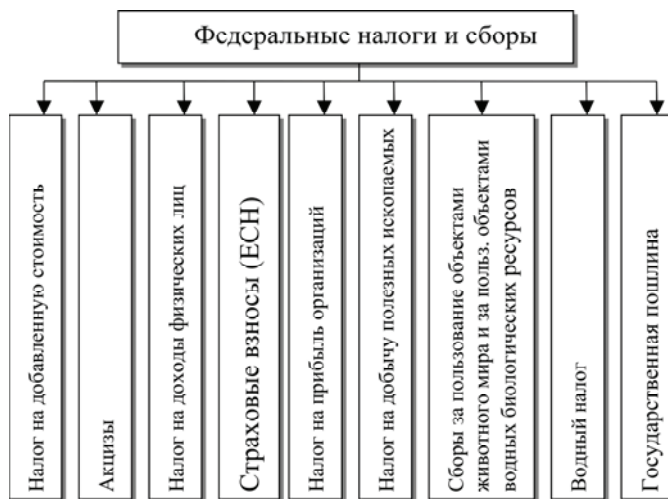 Федеральные налоги и сборы
Налог на добавленную стоимость
Акцизы
Налог на доходы физических лиц
Страховые взносы (ЕСН)
Налог на прибыль организаций
Налог на добычу полезных ископаемых
Сборы за пользование объектами
животного мира и за польз. объектами
водных биологических ресурсов
Водный налог
Государственная пошлина